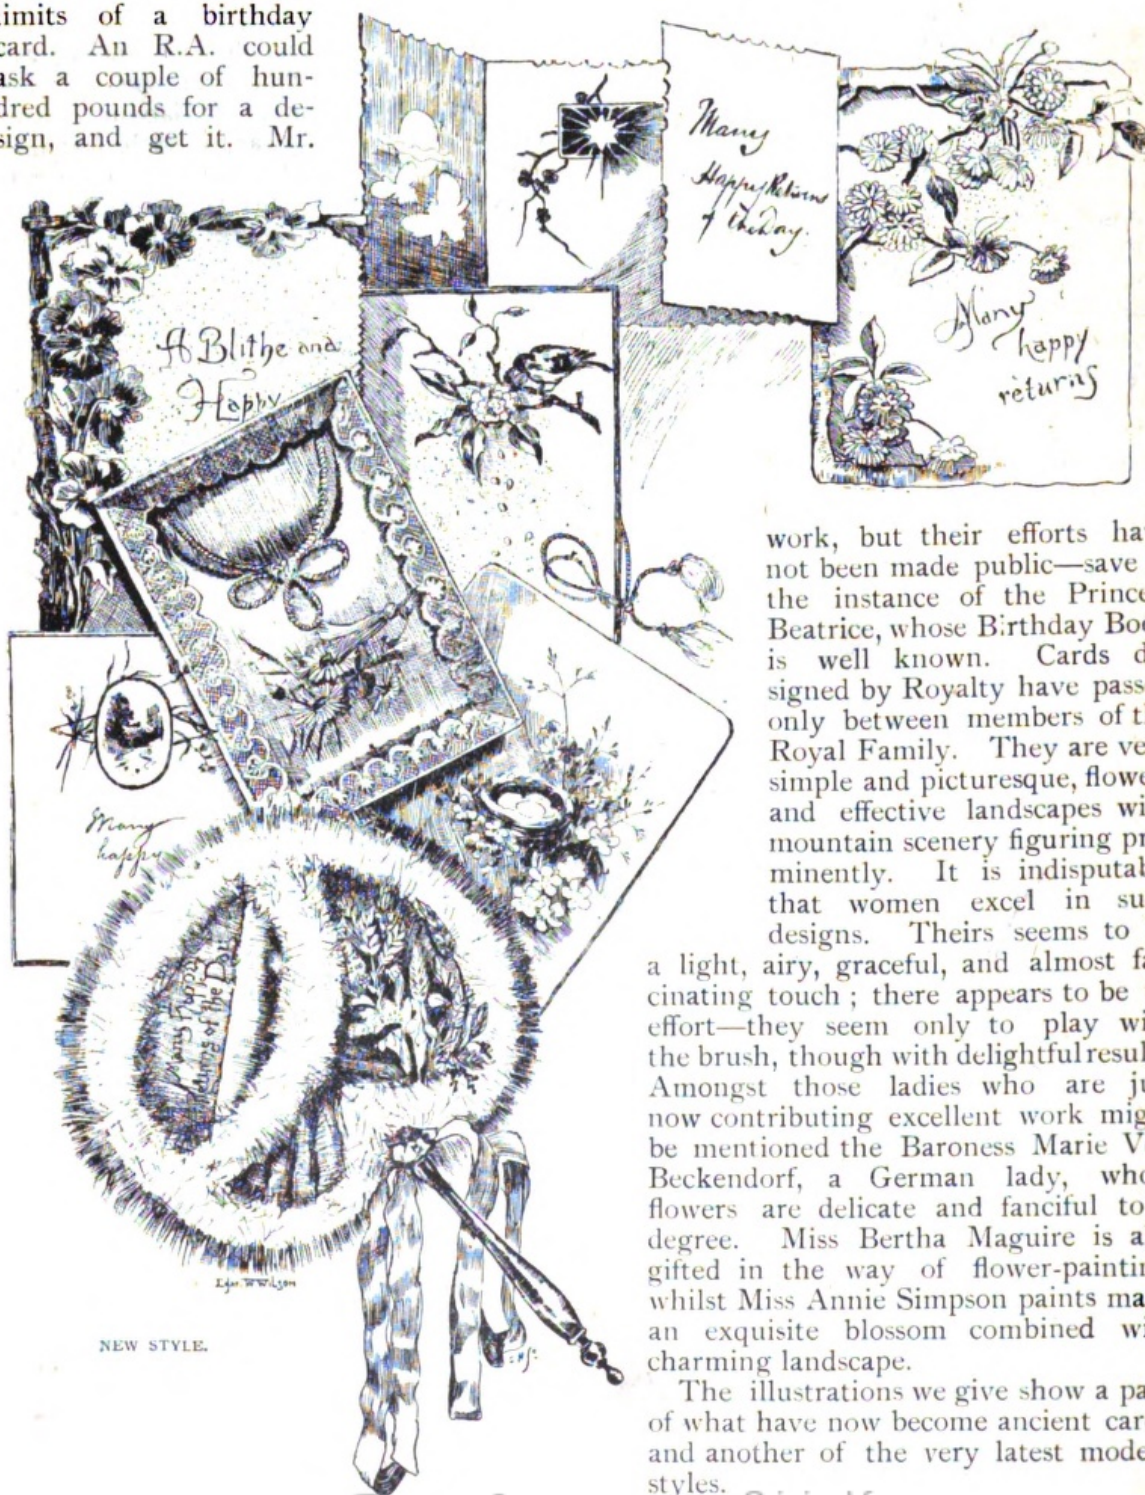 limits of a birthday
card. An R.A. could
ask a couple of hun-
dred pounds for a de-
sign, and get it. Mr.
Many
Happy Returns
of the Day.
A Blithe and
Happy
Many
happy
returns
Many
happy
Many Happy
Returns of the Day
Edgar W Wilson
NEW STYLE.
work, but their efforts ha
not been made public—save
the instance of the Prince
Beatrice, whose Birthday Boo
is well known. Cards d
signed by Royalty have pass
only between members of t
Royal Family. They are ve
simple and picturesque, flowe
and effective landscapes wi
mountain scenery figuring pr
minently. It is indisputab
that women excel in su
designs. Theirs seems to
a light, airy, graceful, and almost fa
cinating touch ; there appears to be
effort—they seem only to play wi
the brush, though with delightful resul
Amongst those ladies who are ju
now contributing excellent work mig
be mentioned the Baroness Marie V
Beckendorf, a German lady, who
flowers are delicate and fanciful to
degree. Miss Bertha Maguire is a
gifted in the way of flower-paintin
whilst Miss Annie Simpson paints ma
an exquisite blossom combined wi
charming landscape.
The illustrations we give show a pa
of what have now become ancient car
and another of the very latest mode
styles.